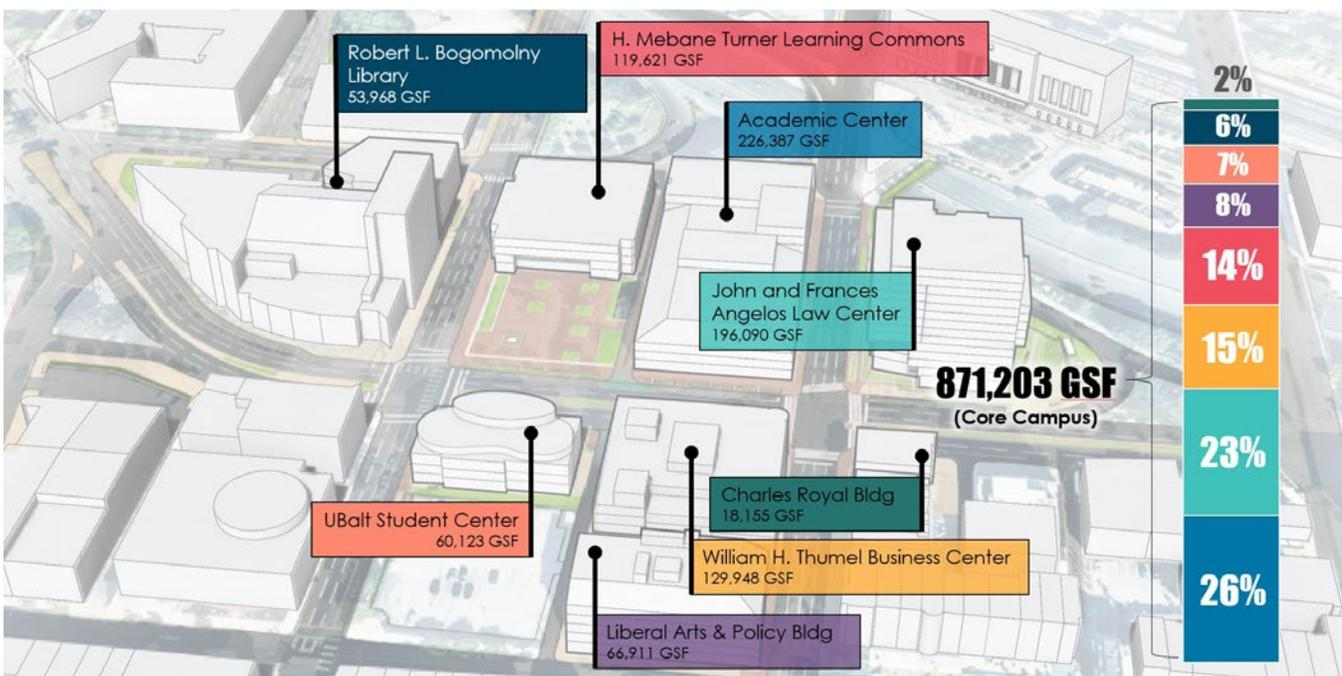 Robert L. Bogomolny
Library
53,968 GSF
H. Mebane Turner Learning Commons
119,621 GSF
Academic Center
226,387 GSF
John and Frances
Angelos Law Center
196,090 GSF
871,203 GSF
(Core Campus)
UBalt Student Center
60,123 GSF
Charles Royal Bldg
18,155 GSF
William H. Thumel Business Center
129,948 GSF
Liberal Arts & Policy Bldg
66,911 GSF
2%
6%
7%
8%
14%
15%
23%
26%